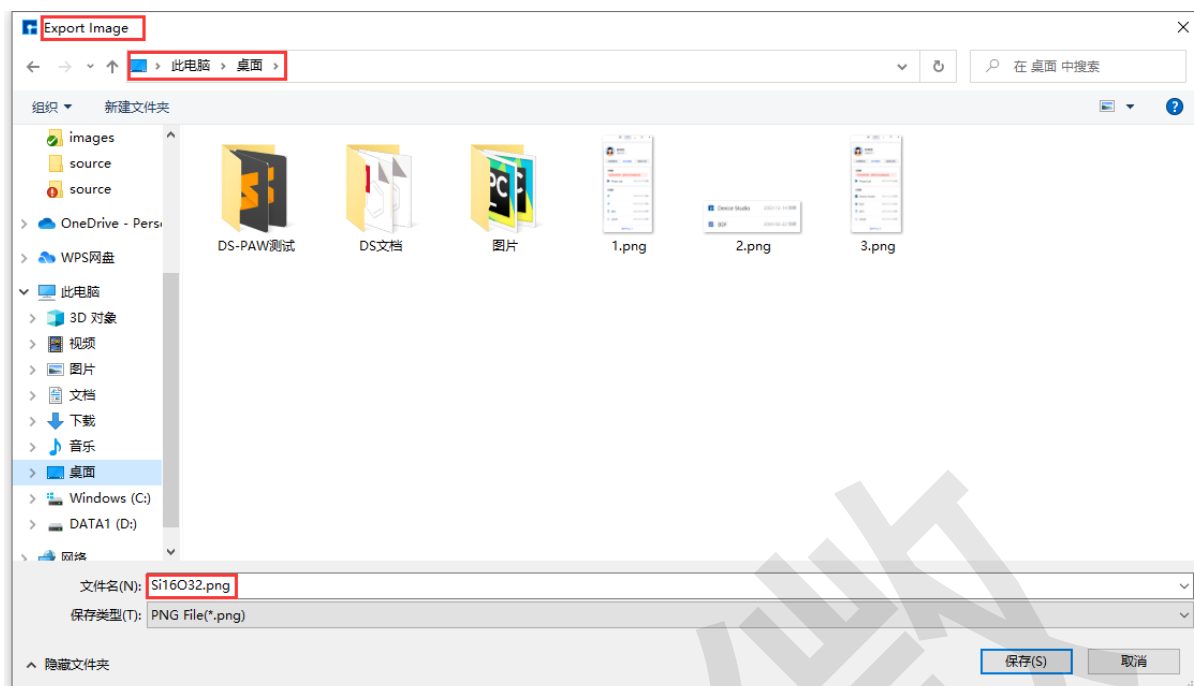 Export Image
此电脑 › 桌面 ›
在 桌面 中搜索
组织
新建文件夹
images
source
source
OneDrive - Pers
WPS网盘
此电脑
3D 对象
视频
图片
文档
下载
音乐
桌面
Windows (C:)
DATA1 (D:)
网络
DS-PAW测试
DS文档
图片
1.png
2.png
3.png
Device Studio
文件名(N): Si16O32.png
保存类型(T): PNG File(*.png)
隐藏文件夹
保存(S)
取消